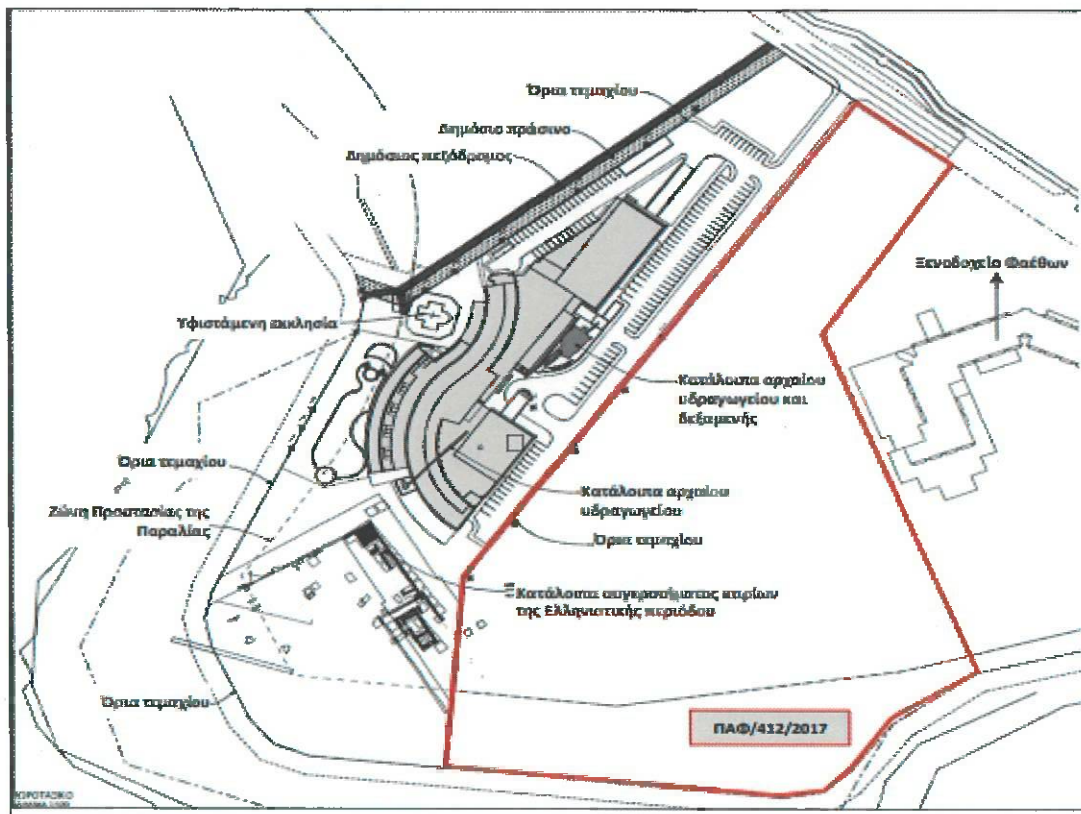 Όρια τεμαχίου
Δημόσιο πράσινο
Δημόσιος πεζόδρομος
Ξενοδοχείο Φαέθων
Υφιστάμενη εκκλησία
Κατάλοιπα αρχαίου
υδραγωγείου και
δεξαμενής
Όρια τεμαχίου
Κατάλοιπα αρχαίου
υδραγωγείου
Ζώνη Προστασίας της
Παραλίας
Όρια τεμαχίου
Κατάλοιπα συγκροτήματος κτιρίων
της Ελληνιστικής περιόδου
Όρια τεμαχίου
ΠΑΦ/432/2017